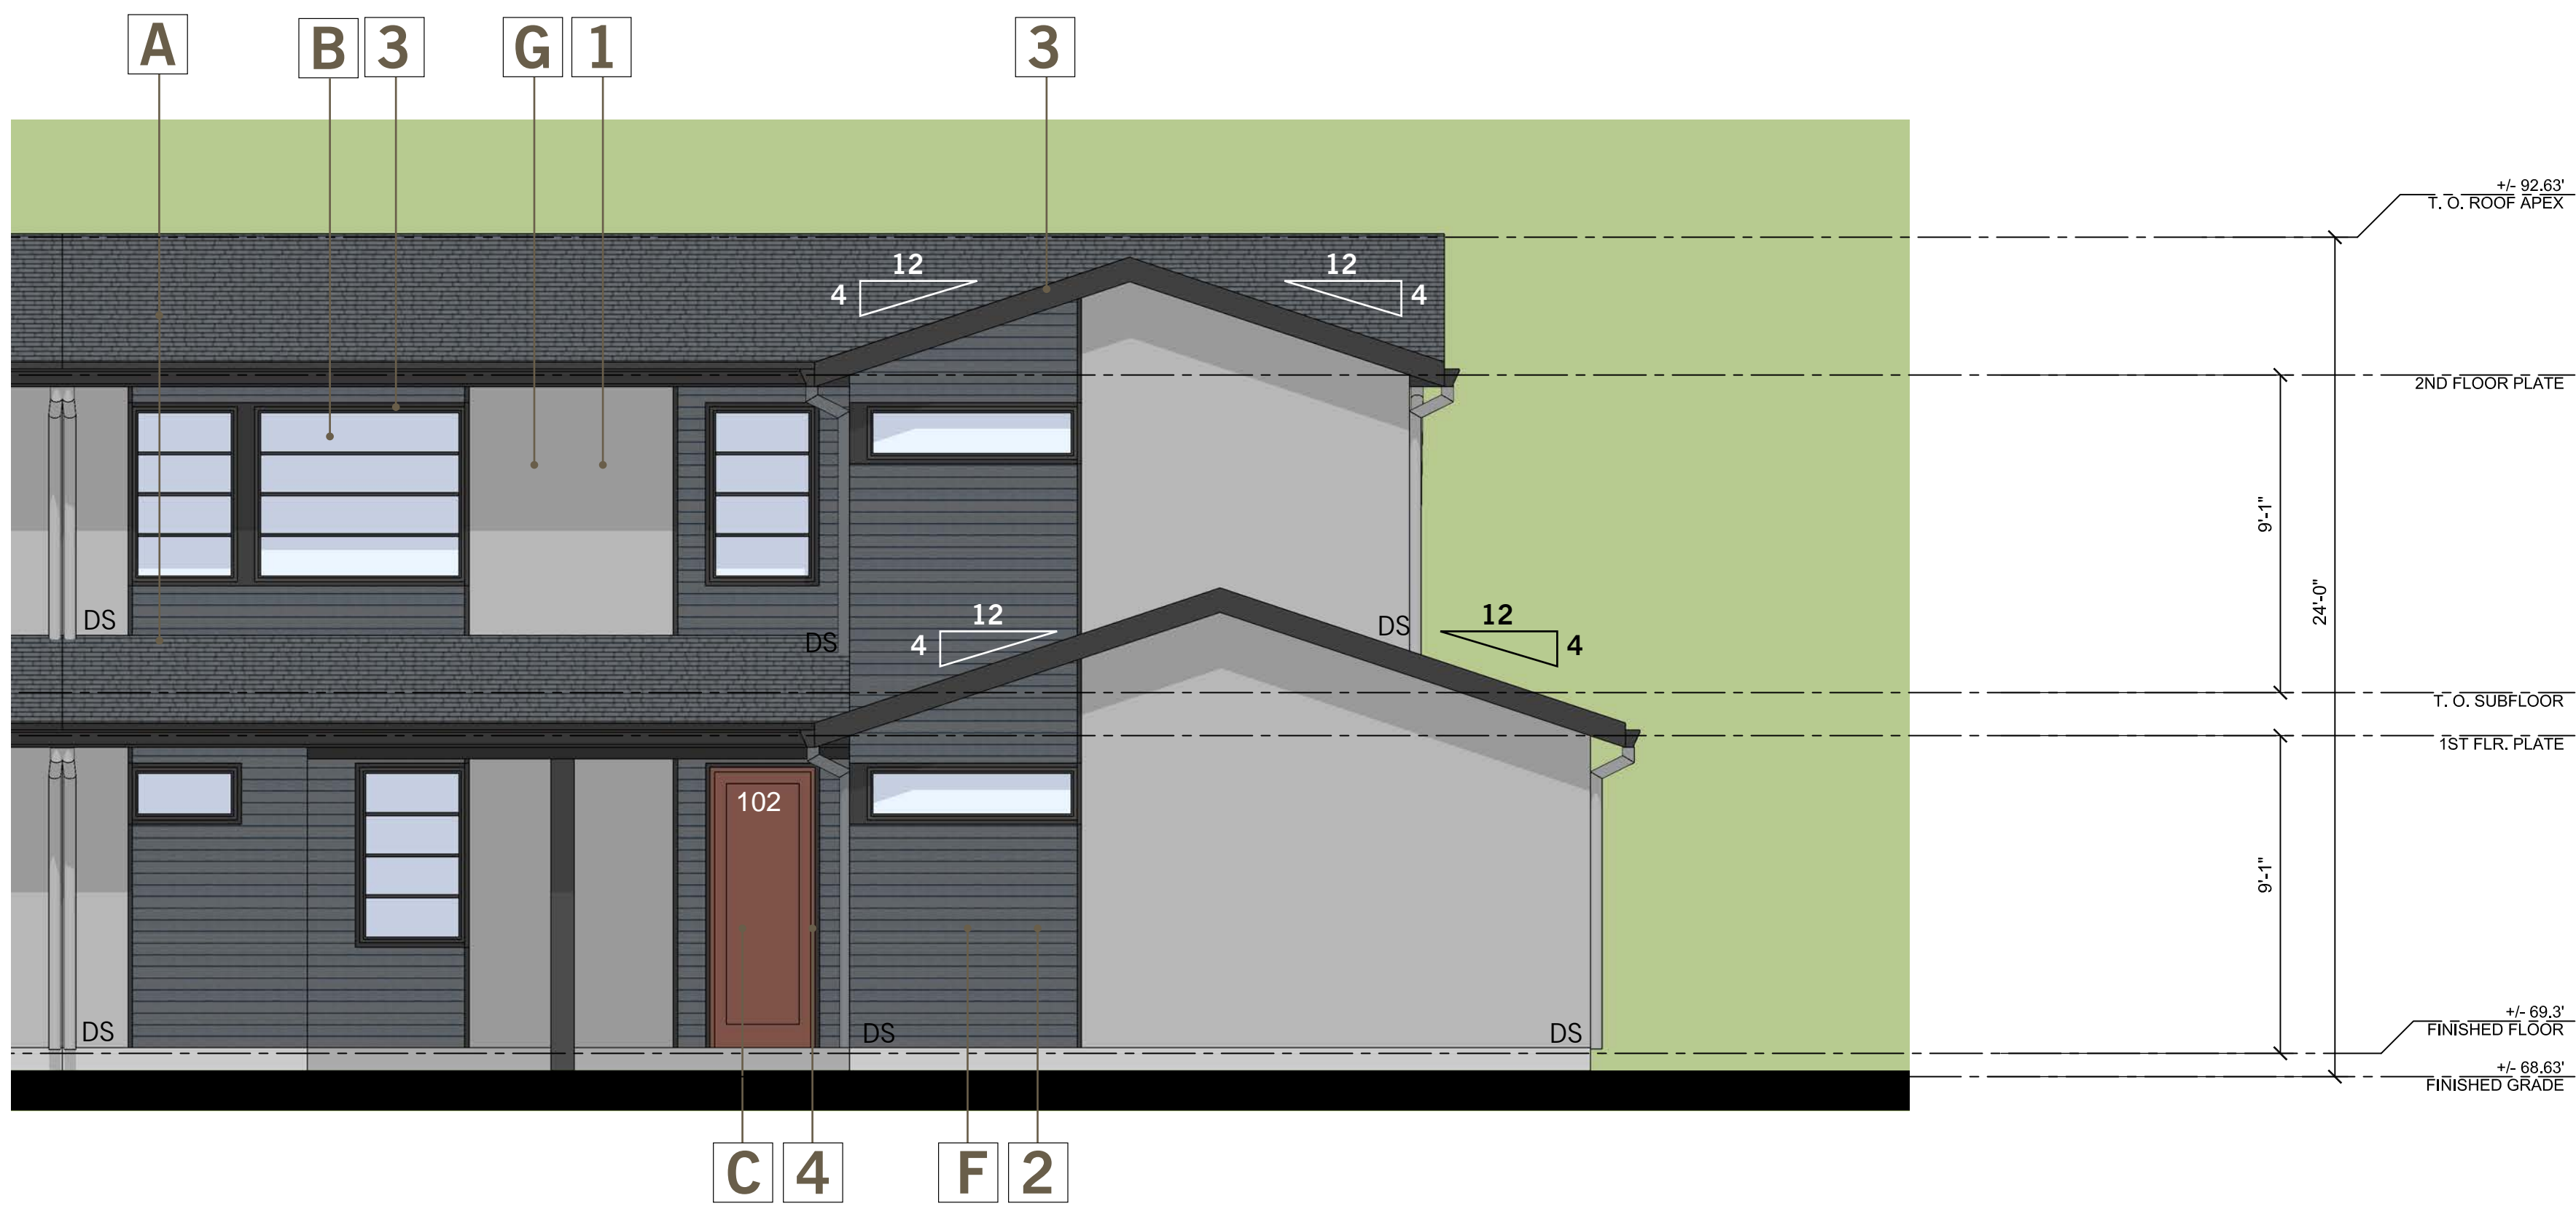 A B 3 G 1 3
+/- 92.63'
T. O. ROOF APEX
12 12
4 4
2ND FLOOR PLATE
9'-1"
24'-0"
DS DS DS
12 12
4 4
T. O. SUBFLOOR
1ST FLR. PLATE
102
9'-1"
DS DS DS
+/- 69.3'
FINISHED FLOOR
+/- 68.63'
FINISHED GRADE
C 4 F 2